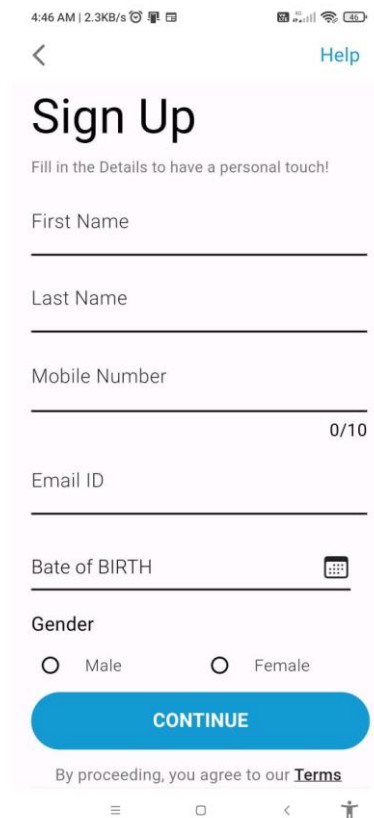 4:46 AM | 2.3KB/s
46
Help
Sign Up
Fill in the Details to have a personal touch!
First Name
Last Name
Mobile Number
0/10
Email ID
Bate of BIRTH
Gender
Male Female
CONTINUE
By proceeding, you agree to our Terms